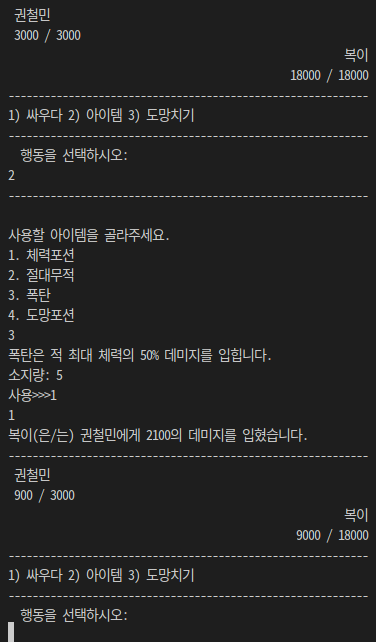 권철민
3000 / 3000
복이
18000 / 18000
------------------------------------------------------------
1) 싸우다 2) 아이템 3) 도망치기
------------------------------------------------------------
행동을 선택하시오:
2
------------------------------------------------------------
사용할 아이템을 골라주세요.
1. 체력포션
2. 절대무적
3. 폭탄
4. 도망포션
3
폭탄은 적 최대 체력의 50% 데미지를 입힙니다.
소지량: 5
사용>>>1
1
복이(은/는) 권철민에게 2100의 데미지를 입혔습니다.
------------------------------------------------------------
권철민
900 / 3000
복이
9000 / 18000
------------------------------------------------------------
1) 싸우다 2) 아이템 3) 도망치기
------------------------------------------------------------
행동을 선택하시오: